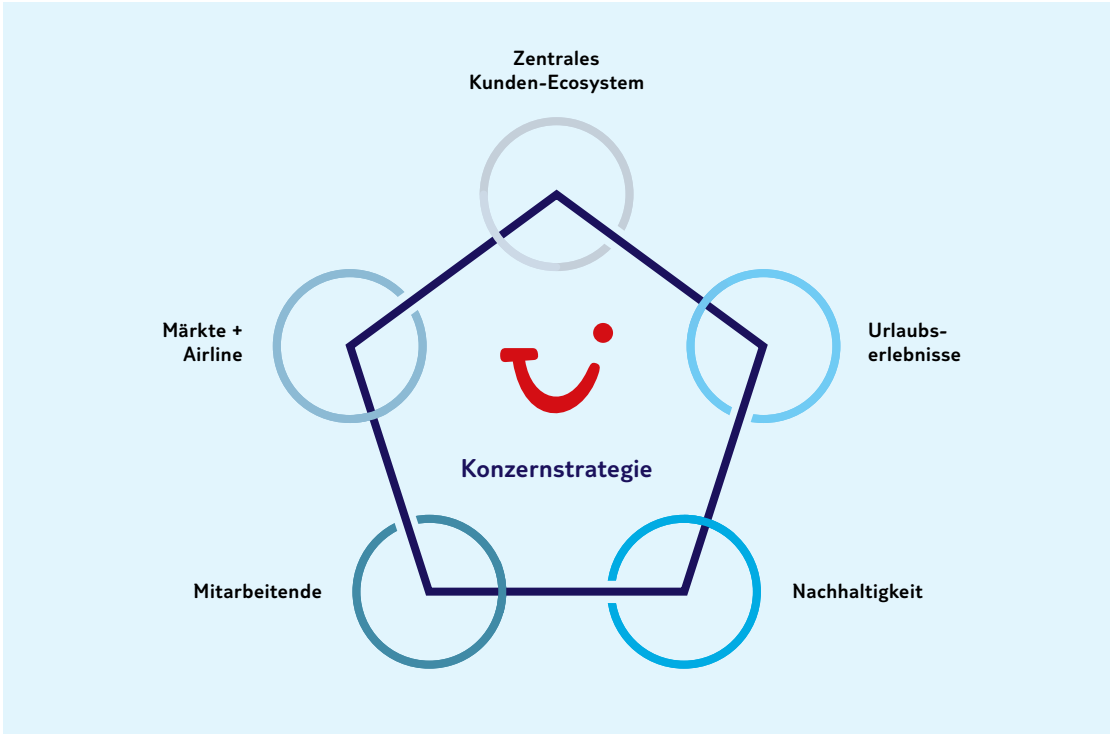 Zentrales
Kunden-Ecosystem
Märkte +
Airline
Urlaubs-
erlebnisse
Konzernstrategie
Mitarbeitende
Nachhaltigkeit